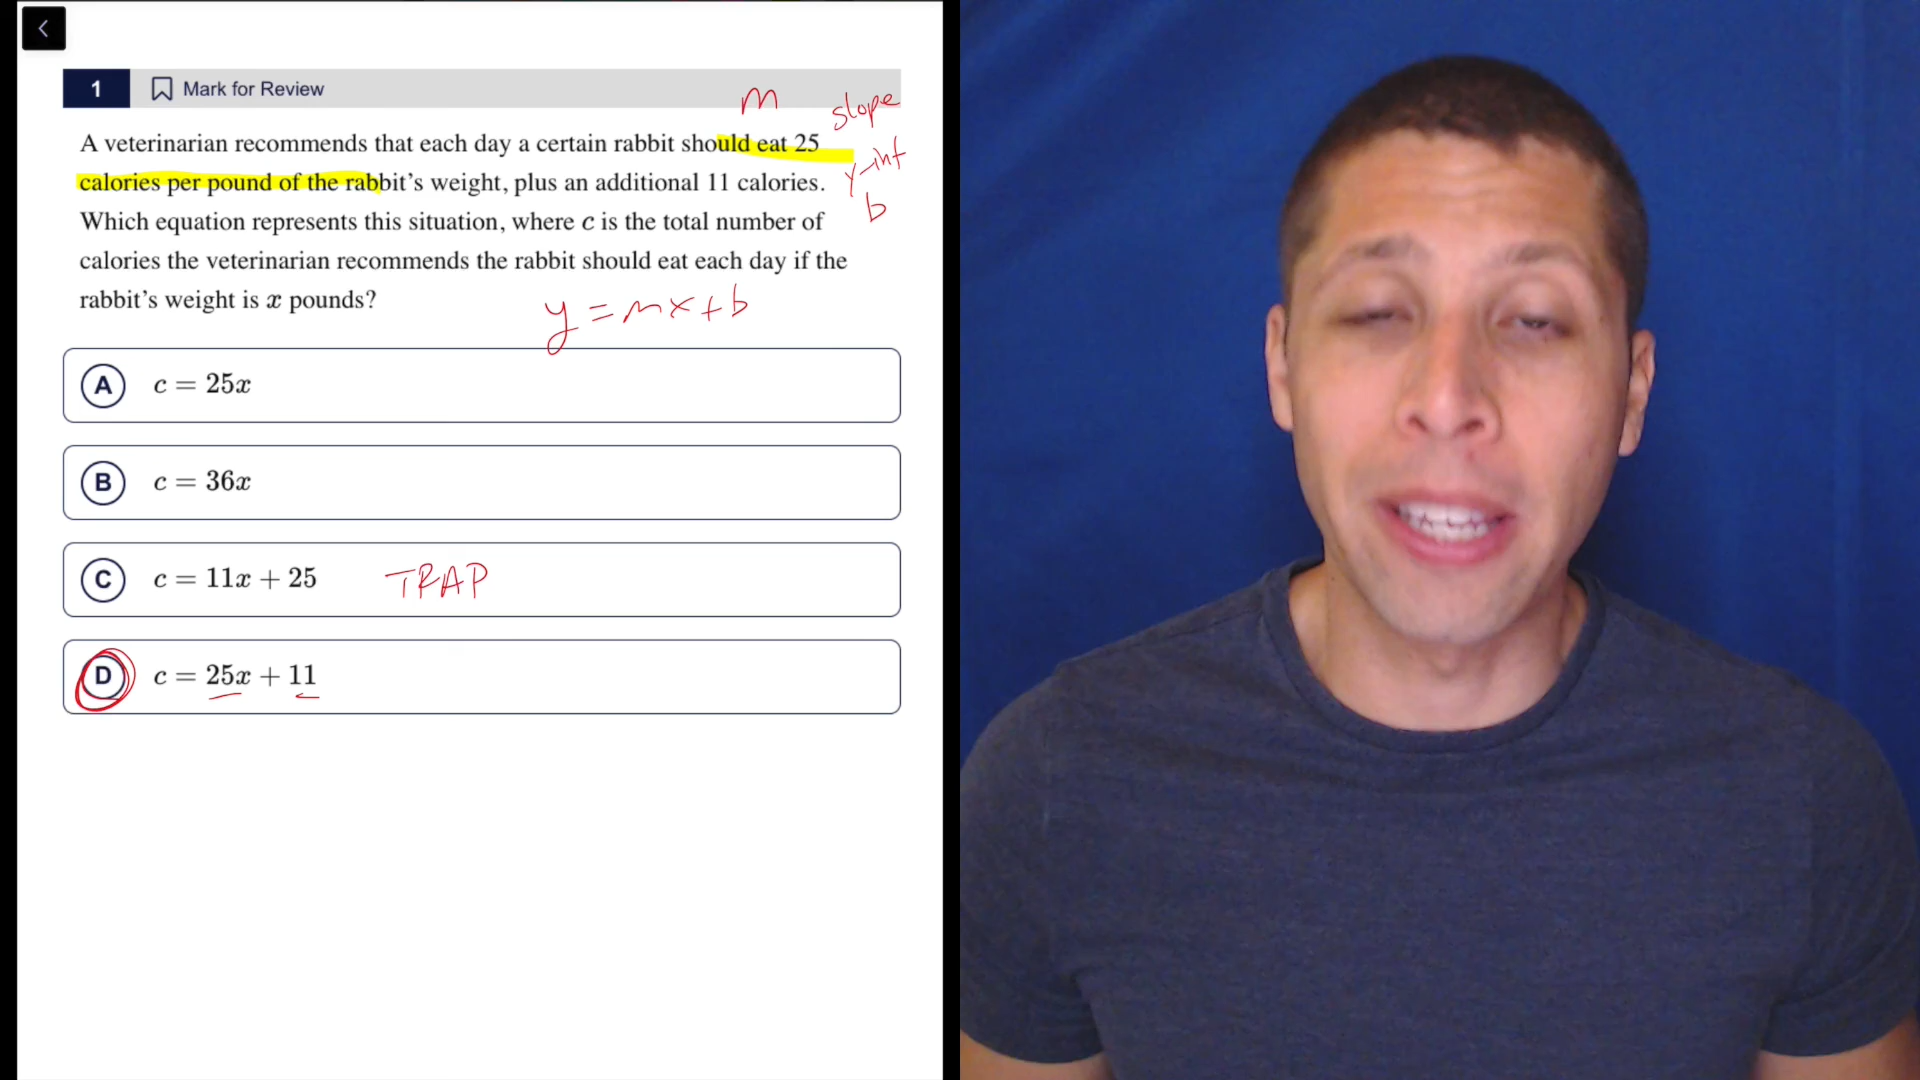 1 Mark for Review
m slope
A veterinarian recommends that each day a certain rabbit should eat 25
y-int
calories per pound of the rabbit’s weight, plus an additional 11 calories.
b
Which equation represents this situation, where c is the total number of
calories the veterinarian recommends the rabbit should eat each day if the
rabbit’s weight is x pounds?
y = mx + b
A c = 25x
B c = 36x
C c = 11x + 25 TRAP
D c = 25x + 11